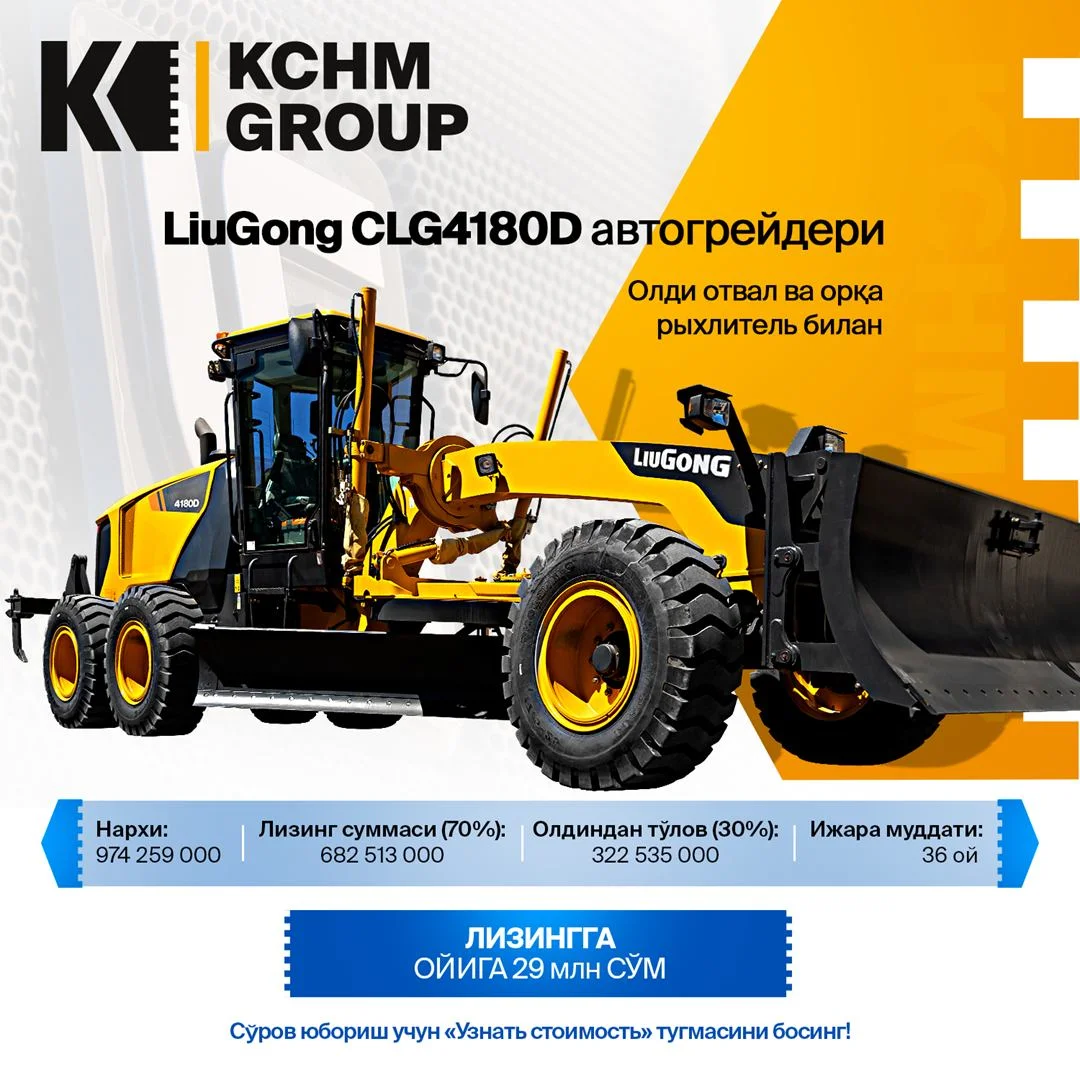 KCHM
GROUP
KCHM
LiuGong CLG4180D автогрейдери
Олди отвал ва орқа
рыхлитель билан
LIUGONG
4180D
Нархи:
974 259 000
Лизинг суммаси (70%):
682 513 000
Олдиндан тўлов (30%):
322 535 000
Ижара муддати:
36 ой
ЛИЗИНГГА
ОЙИГА 29 млн СЎМ
Сўров юбориш учун «Узнать стоимость» тугмасини босинг!